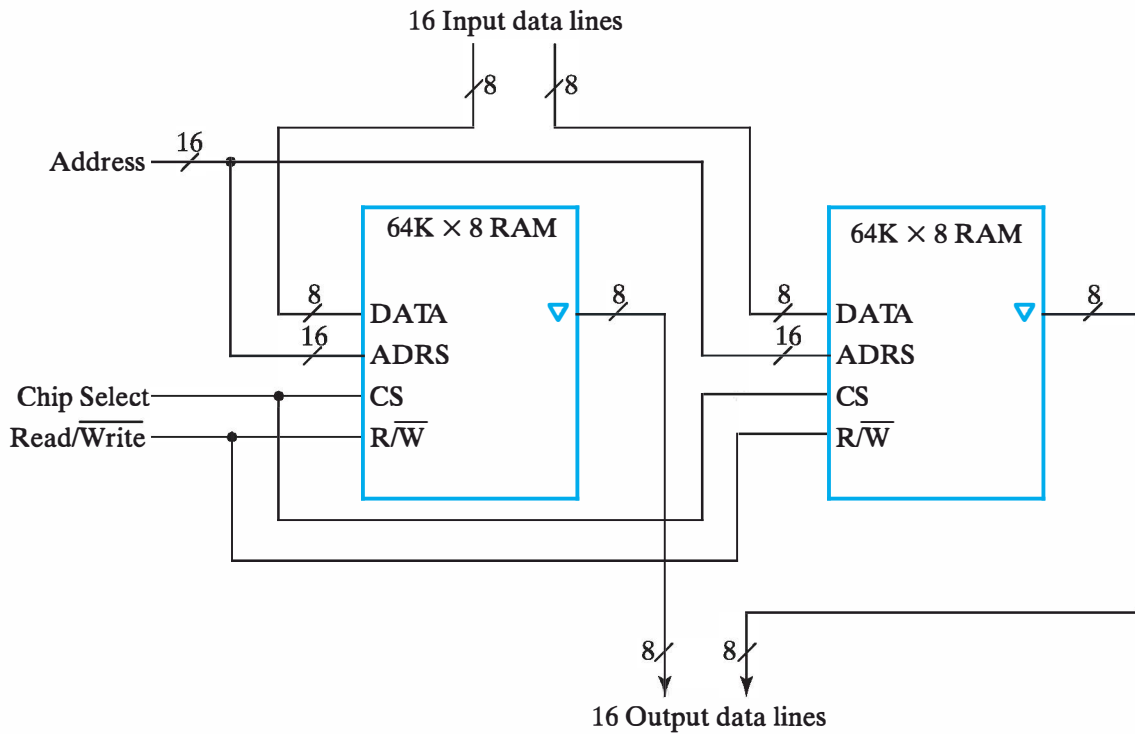 16 Input data lines
8 8
16
Address
64K × 8 RAM
64K × 8 RAM
8 DATA
8
8 DATA
8
16 ADRS
16 ADRS
Chip Select
CS
CS
Read/W̅r̅i̅t̅e̅
R/W̅
R/W̅
8 8
16 Output data lines